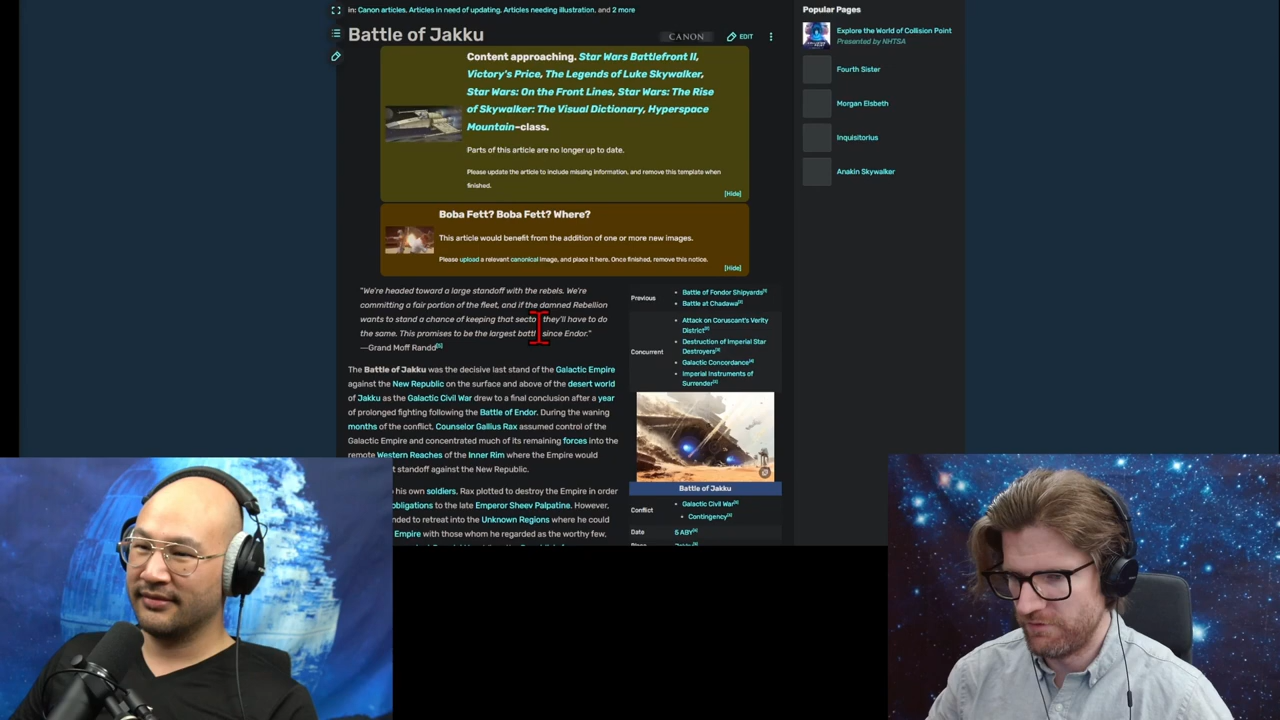 in: Canon articles, Articles in need of updating, Articles needing illustration, and 2 more
Battle of Jakku
CANON
EDIT
Content approaching. Star Wars Battlefront II,
Victory's Price, The Legends of Luke Skywalker,
Star Wars: On the Front Lines, Star Wars: The Rise
of Skywalker: The Visual Dictionary, Hyperspace
Mountain–class.
Parts of this article are no longer up to date.
Please update the article to include missing information, and remove this template when
finished.
[Hide]
Boba Fett? Boba Fett? Where?
This article would benefit from the addition of one or more new images.
Please upload a relevant canonical image, and place it here. Once finished, remove this notice.
[Hide]
"We're headed toward a large standoff with the rebels. We're
committing a fair portion of the fleet, and if the damned Rebellion
wants to stand a chance of keeping that secto they'll have to do
the same. This promises to be the largest battl since Endor."
—Grand Moff Randd[5]
The Battle of Jakku was the decisive last stand of the Galactic Empire
against the New Republic on the surface and above of the desert world
of Jakku as the Galactic Civil War drew to a final conclusion after a year
of prolonged fighting following the Battle of Endor. During the waning
months of the conflict, Counselor Gallius Rax assumed control of the
Galactic Empire and concentrated much of its remaining forces into the
remote Western Reaches of the Inner Rim where the Empire would
t standoff against the New Republic.
his own soldiers, Rax plotted to destroy the Empire in order
obligations to the late Emperor Sheev Palpatine. However,
nded to retreat into the Unknown Regions where he could
Empire with those whom he regarded as the worthy few,
Previous
Battle of Fondor Shipyards
Battle at Chadawa
Concurrent
Attack on Coruscant's Verity
District
Destruction of Imperial Star
Destroyers
Galactic Concordance
Imperial Instruments of
Surrender
Battle of Jakku
Conflict
Galactic Civil War
Contingency
Date
5 ABY
Popular Pages
Explore the World of Collision Point
Presented by NHTSA
Fourth Sister
Morgan Elsbeth
Inquisitorius
Anakin Skywalker